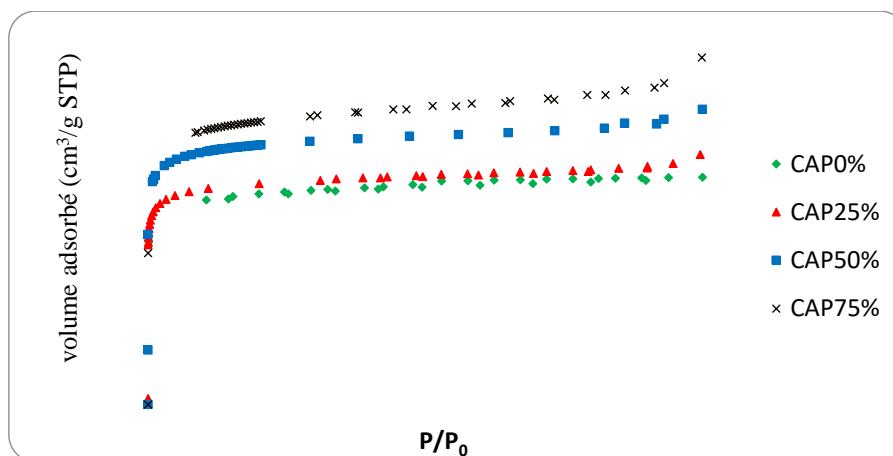 volume adsorbé (cm³/g STP)
CAP0%
CAP25%
CAP50%
CAP75%
P/P₀